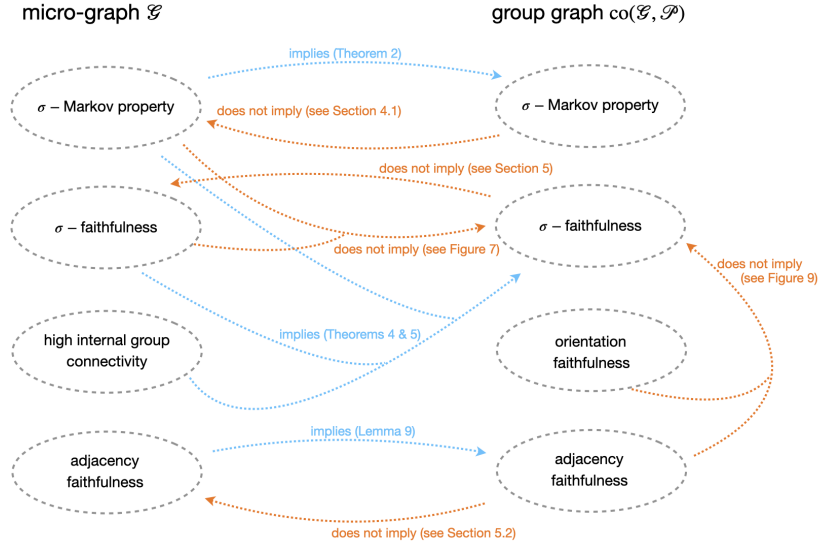 micro-graph 𝒢
group graph co(𝒢, 𝒫)
implies (Theorem 2)
σ – Markov property
σ – Markov property
does not imply (see Section 4.1)
does not imply (see Section 5)
σ – faithfulness
σ – faithfulness
does not imply (see Figure 7)
does not imply
(see Figure 9)
high internal group
connectivity
implies (Theorems 4 & 5)
orientation
faithfulness
implies (Lemma 9)
adjacency
faithfulness
adjacency
faithfulness
does not imply (see Section 5.2)